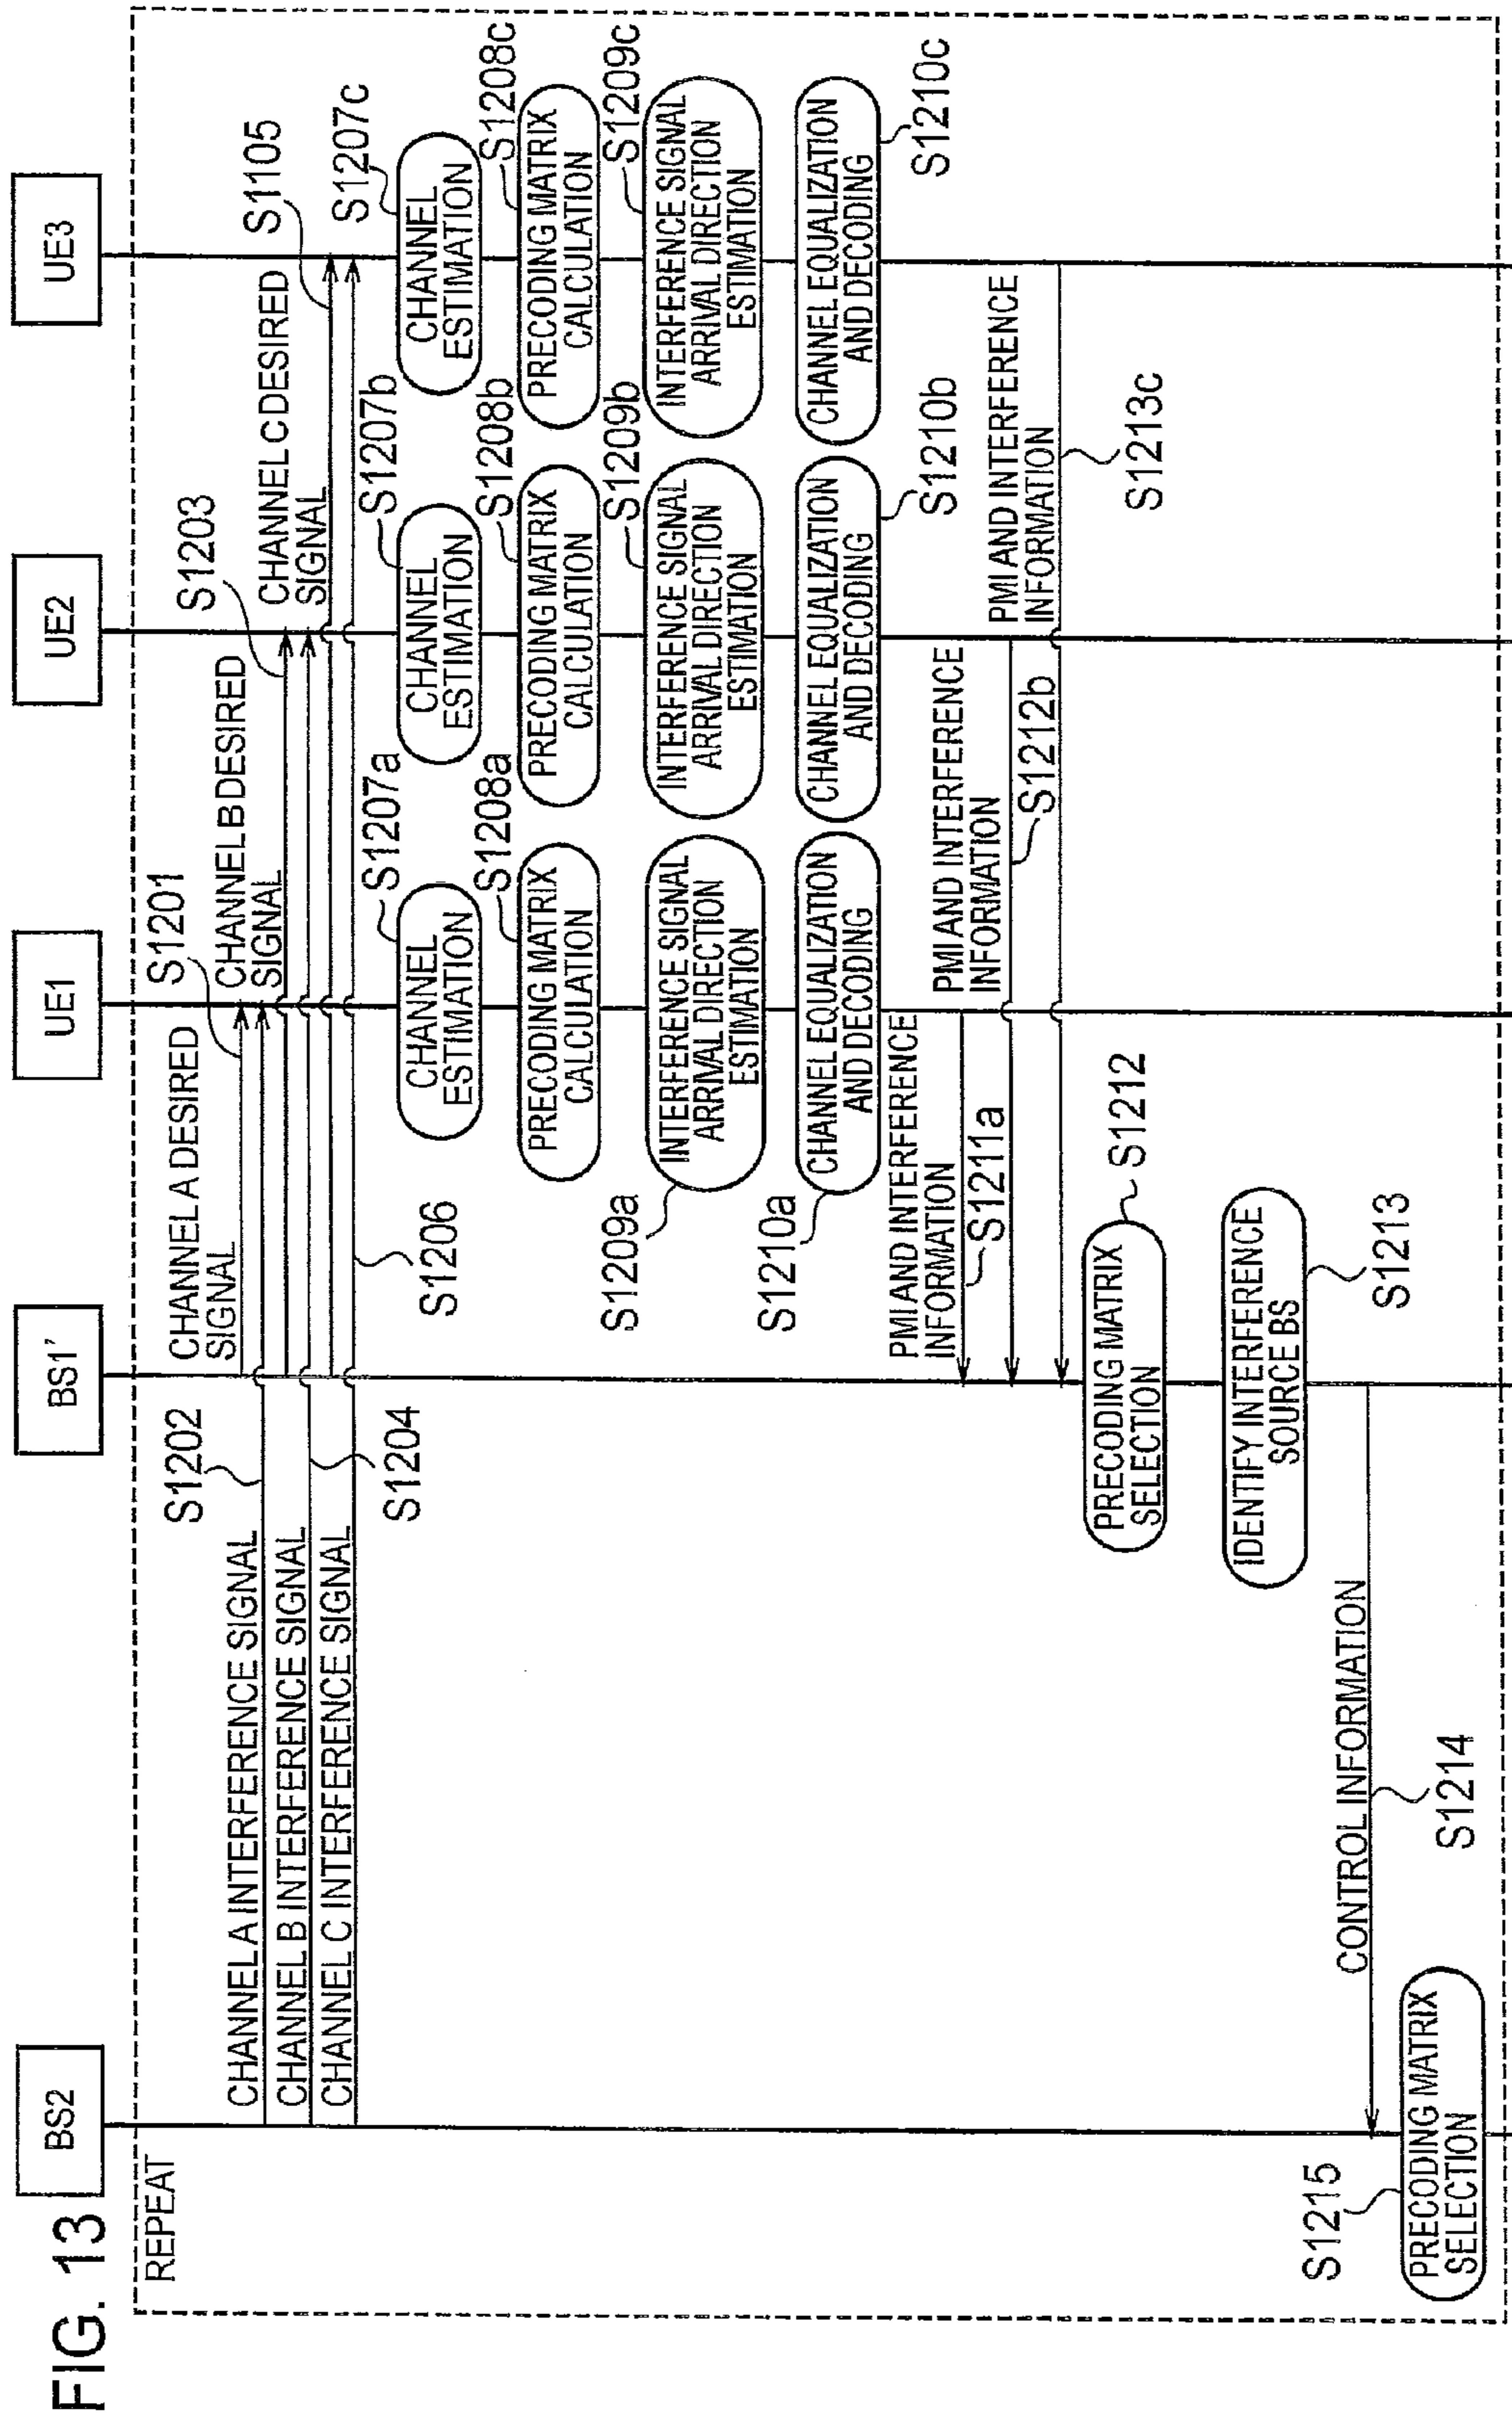 FIG. 13
BS2
BS1'
UE1
UE2
UE3
REPEAT
CHANNEL A DESIRED
SIGNAL
S1201
CHANNEL A INTERFERENCE SIGNAL
S1202
CHANNEL B DESIRED
SIGNAL
S1203
CHANNEL B INTERFERENCE SIGNAL
S1204
CHANNEL C DESIRED
SIGNAL
S1105
CHANNEL C INTERFERENCE SIGNAL
S1206
CHANNEL
ESTIMATION
S1207a
CHANNEL
ESTIMATION
S1207b
CHANNEL
ESTIMATION
S1207c
PRECODING MATRIX
CALCULATION
S1208a
PRECODING MATRIX
CALCULATION
S1208b
PRECODING MATRIX
CALCULATION
S1208c
INTERFERENCE SIGNAL
ARRIVAL DIRECTION
ESTIMATION
S1209a
INTERFERENCE SIGNAL
ARRIVAL DIRECTION
ESTIMATION
S1209b
INTERFERENCE SIGNAL
ARRIVAL DIRECTION
ESTIMATION
S1209c
CHANNEL EQUALIZATION
AND DECODING
S1210a
CHANNEL EQUALIZATION
AND DECODING
S1210b
CHANNEL EQUALIZATION
AND DECODING
S1210c
PMI AND INTERFERENCE
INFORMATION
S1211a
PMI AND INTERFERENCE
INFORMATION
S1212b
PMI AND INTERFERENCE
INFORMATION
S1213c
PRECODING MATRIX
SELECTION
S1212
IDENTIFY INTERFERENCE
SOURCE BS
S1213
CONTROL INFORMATION
S1214
PRECODING MATRIX
SELECTION
S1215